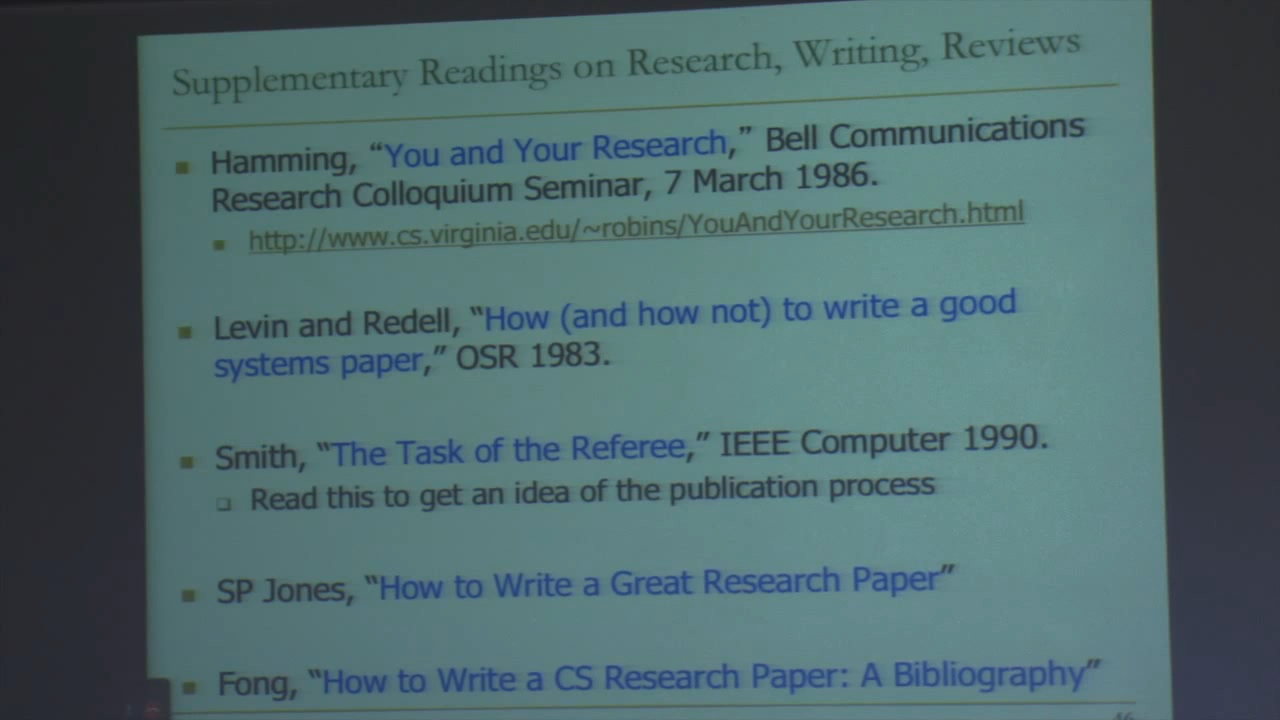 Supplementary Readings on Research, Writing, Reviews
Hamming, “You and Your Research,” Bell Communications
Research Colloquium Seminar, 7 March 1986.
http://www.cs.virginia.edu/~robins/YouAndYourResearch.html
Levin and Redell, “How (and how not) to write a good
systems paper,” OSR 1983.
Smith, “The Task of the Referee,” IEEE Computer 1990.
Read this to get an idea of the publication process
SP Jones, “How to Write a Great Research Paper”
Fong, “How to Write a CS Research Paper: A Bibliography”